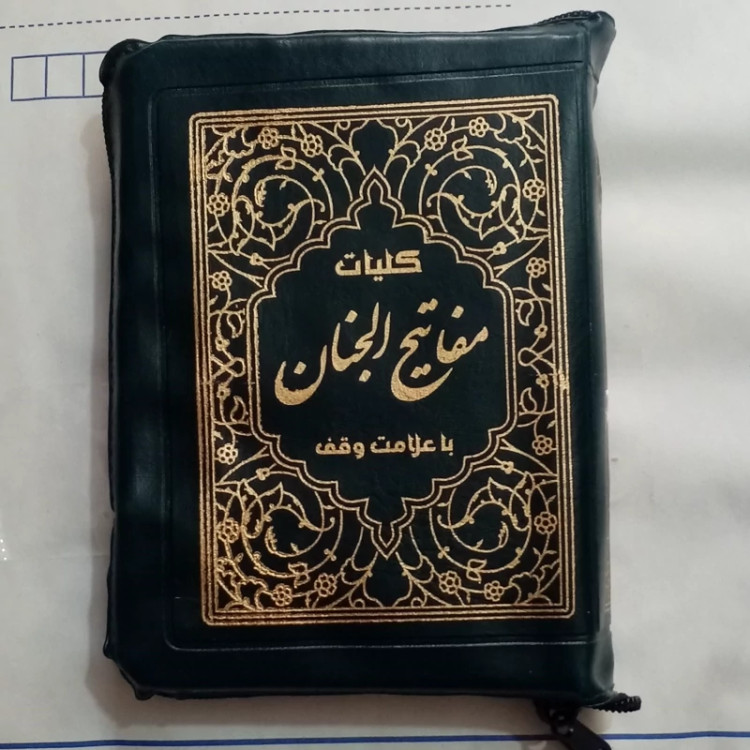 کلیات
مفاتیح الجنان
با علامت وقف